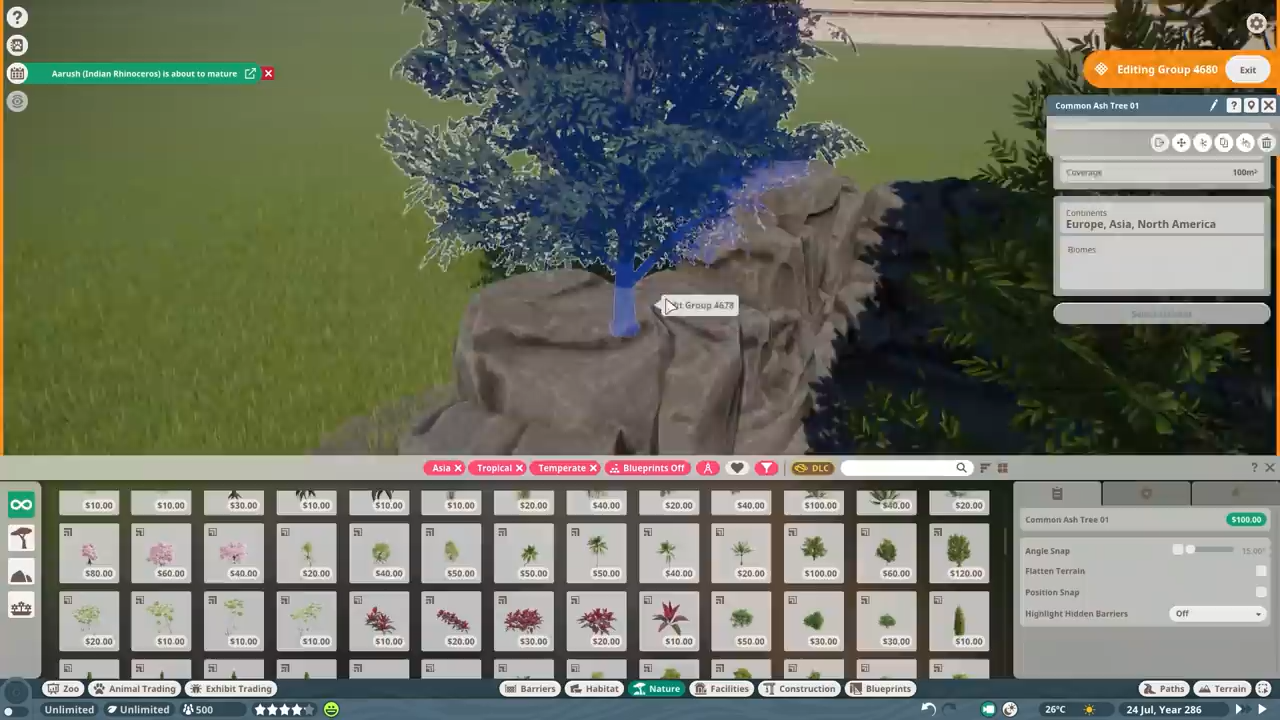 Aarush (Indian Rhinoceros) is about to mature
Editing Group 4680
Exit
Common Ash Tree 01
?
Coverage 100m²
Continents
Europe, Asia, North America
Biomes
Group 4678
Asia Tropical Temperate Blueprints Off DLC
$10.00 $10.00 $30.00 $10.00 $10.00 $10.00 $20.00 $40.00 $20.00 $40.00 $100.00 $40.00 $20.00
$80.00 $60.00 $40.00 $20.00 $40.00 $50.00 $50.00 $50.00 $40.00 $20.00 $100.00 $60.00 $120.00
$20.00 $10.00 $10.00 $10.00 $10.00 $20.00 $30.00 $20.00 $10.00 $50.00 $30.00 $30.00 $10.00
Common Ash Tree 01 $100.00
Angle Snap 15.00°
Flatten Terrain
Position Snap
Highlight Hidden Barriers Off
Zoo Animal Trading Exhibit Trading Barriers Habitat Nature Facilities Construction Blueprints Paths Terrain
Unlimited Unlimited 500 26°C 24 Jul, Year 286